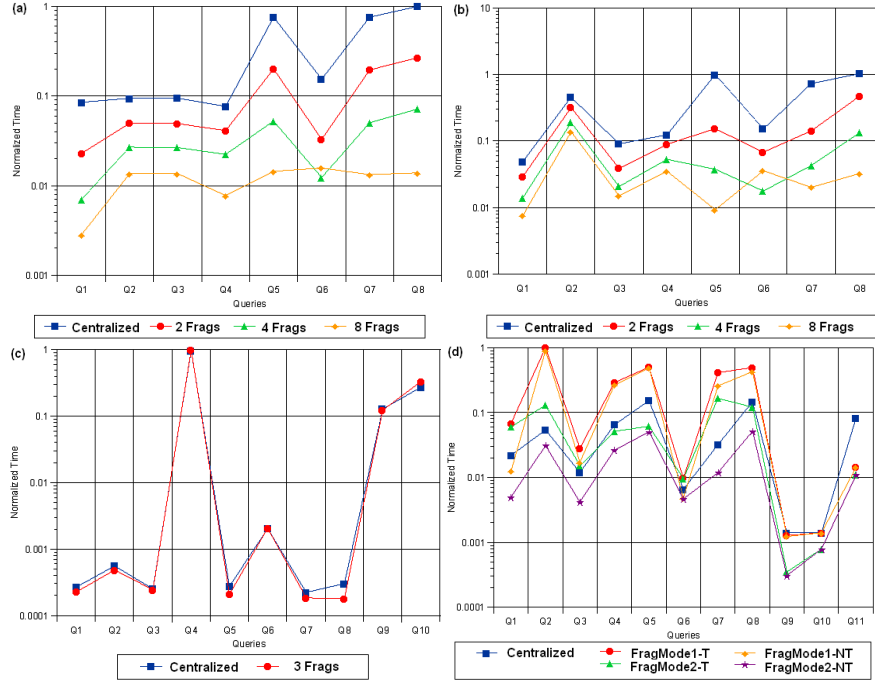 (a)
1
0.1
0.01
0.001
Normalized Time
Q1 Q2 Q3 Q4 Q5 Q6 Q7 Q8
Queries
Centralized 2 Frags 4 Frags 8 Frags
(b)
10
1
0.1
0.01
0.001
Normalized Time
Q1 Q2 Q3 Q4 Q5 Q6 Q7 Q8
Queries
Centralized 2 Frags 4 Frags 8 Frags
(c)
1
0.1
0.01
0.001
0.0001
Normalized Time
Q1 Q2 Q3 Q4 Q5 Q6 Q7 Q8 Q9 Q10
Queries
Centralized 3 Frags
(d)
1
0.1
0.01
0.001
0.0001
Normalized Time
Q1 Q2 Q3 Q4 Q5 Q6 Q7 Q8 Q9 Q10 Q11
Queries
Centralized FragMode1-T FragMode1-NT
FragMode2-T FragMode2-NT